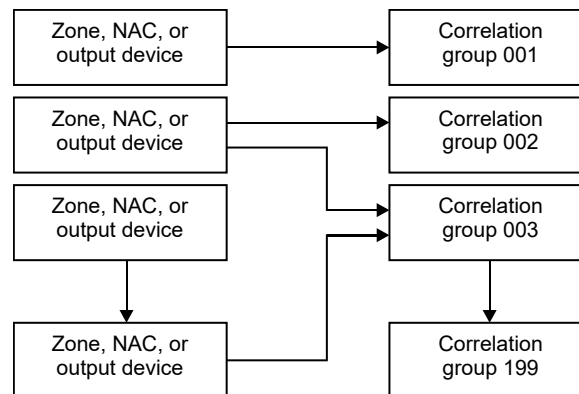 Zone, NAC, or
output device
Correlation
group 001
Zone, NAC, or
output device
Correlation
group 002
Zone, NAC, or
output device
Correlation
group 003
Zone, NAC, or
output device
Correlation
group 199